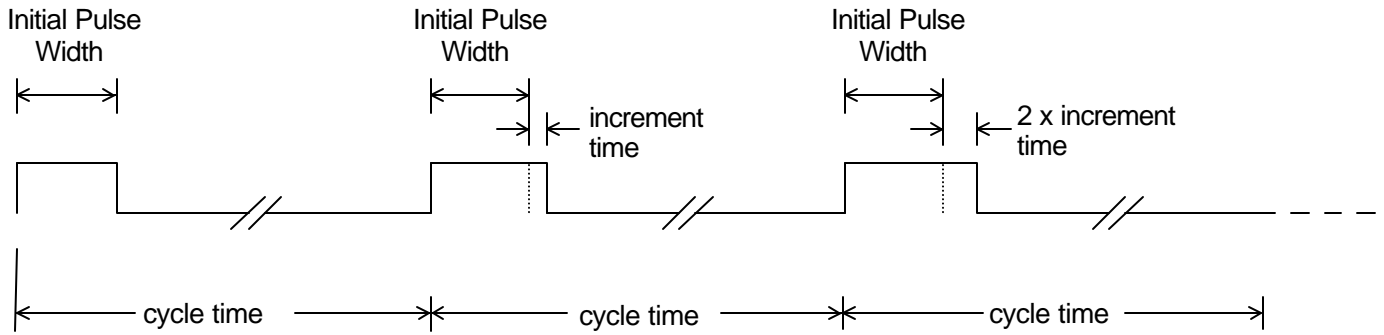 Initial Pulse
Width
Initial Pulse
Width
Initial Pulse
Width
increment
time
2 x increment
time
cycle time
cycle time
cycle time